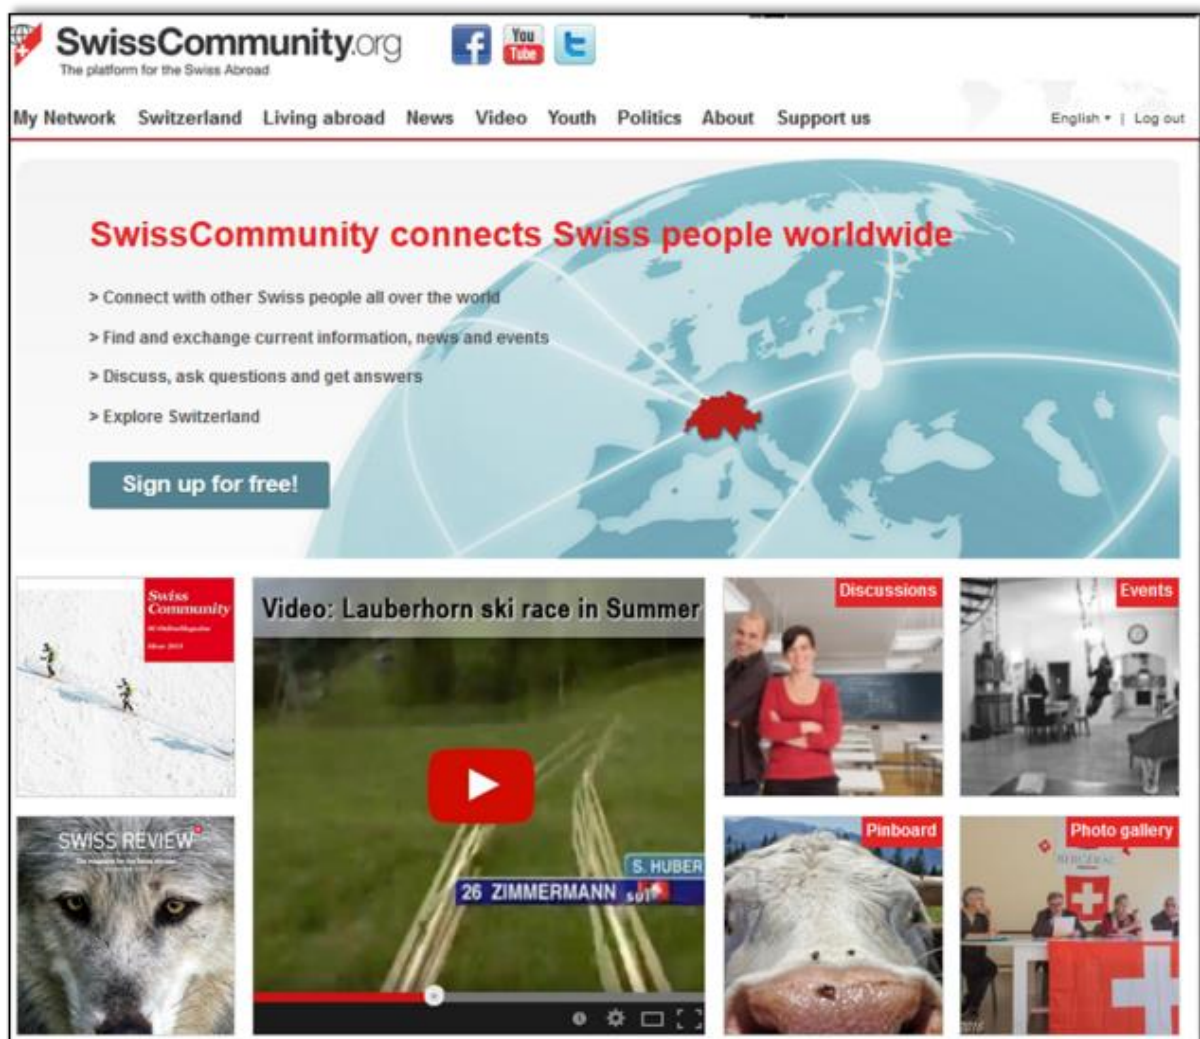 SwissCommunity.org
The platform for the Swiss Abroad
You
Tube
My Network Switzerland Living abroad News Video Youth Politics About Support us
English | Log out
SwissCommunity connects Swiss people worldwide
> Connect with other Swiss people all over the world
> Find and exchange current information, news and events
> Discuss, ask questions and get answers
> Explore Switzerland
Sign up for free!
Swiss
Community
Video: Lauberhorn ski race in Summer
S. HUBER
26 ZIMMERMANN SUI
Discussions
Events
SWISS REVIEW
Pinboard
Photo gallery
BERGERAC
2016